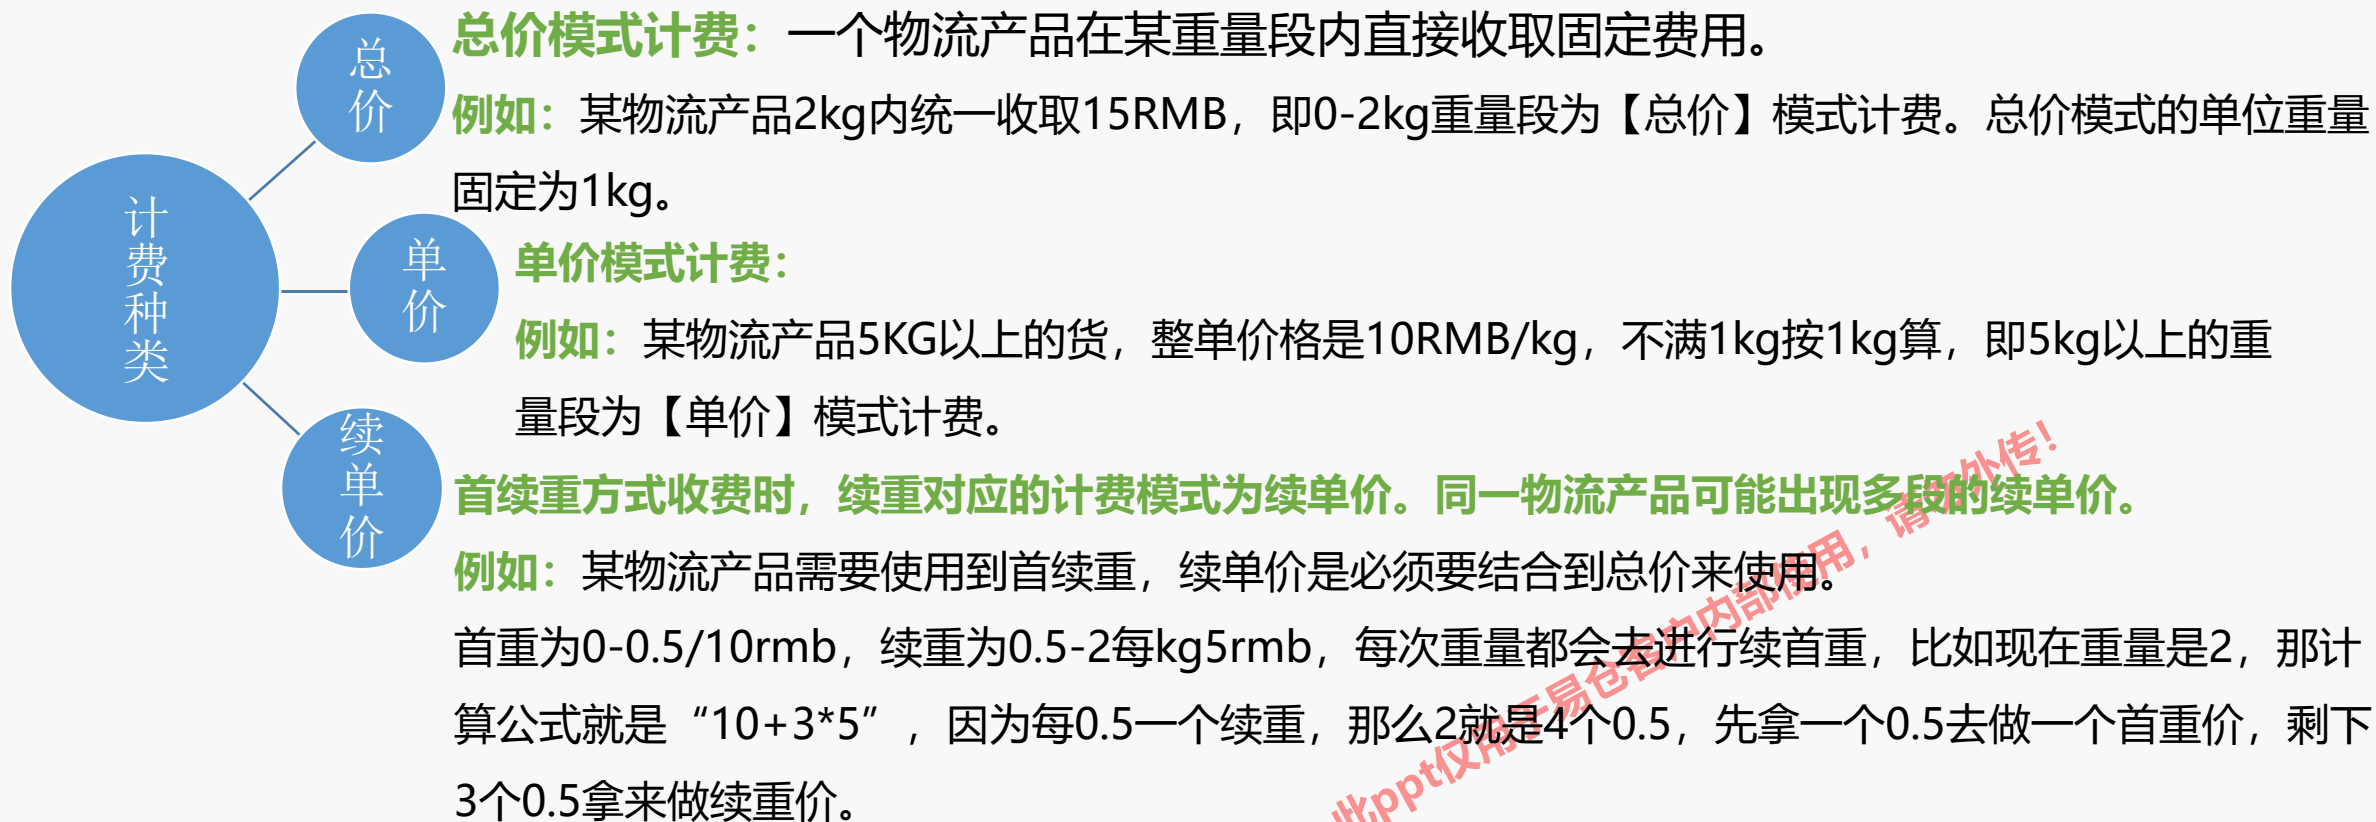 总价
总价模式计费：一个物流产品在某重量段内直接收取固定费用。
例如：某物流产品2kg内统一收取15RMB，即0-2kg重量段为【总价】模式计费。总价模式的单位重量
固定为1kg。
计费种类
单价
单价模式计费：
例如：某物流产品5KG以上的货，整单价格是10RMB/kg，不满1kg按1kg算，即5kg以上的重
量段为【单价】模式计费。
续单价
首续重方式收费时，续重对应的计费模式为续单价。同一物流产品可能出现多段的续单价。
例如：某物流产品需要使用到首续重，续单价是必须要结合到总价来使用。
首重为0-0.5/10rmb，续重为0.5-2每kg5rmb，每次重量都会去进行续首重，比如现在重量是2，那计
算公式就是“10+3*5”，因为每0.5一个续重，那么2就是4个0.5，先拿一个0.5去做一个首重价，剩下
3个0.5拿来做续重价。
此ppt仅用于易仓客户内部使用，请勿外传！